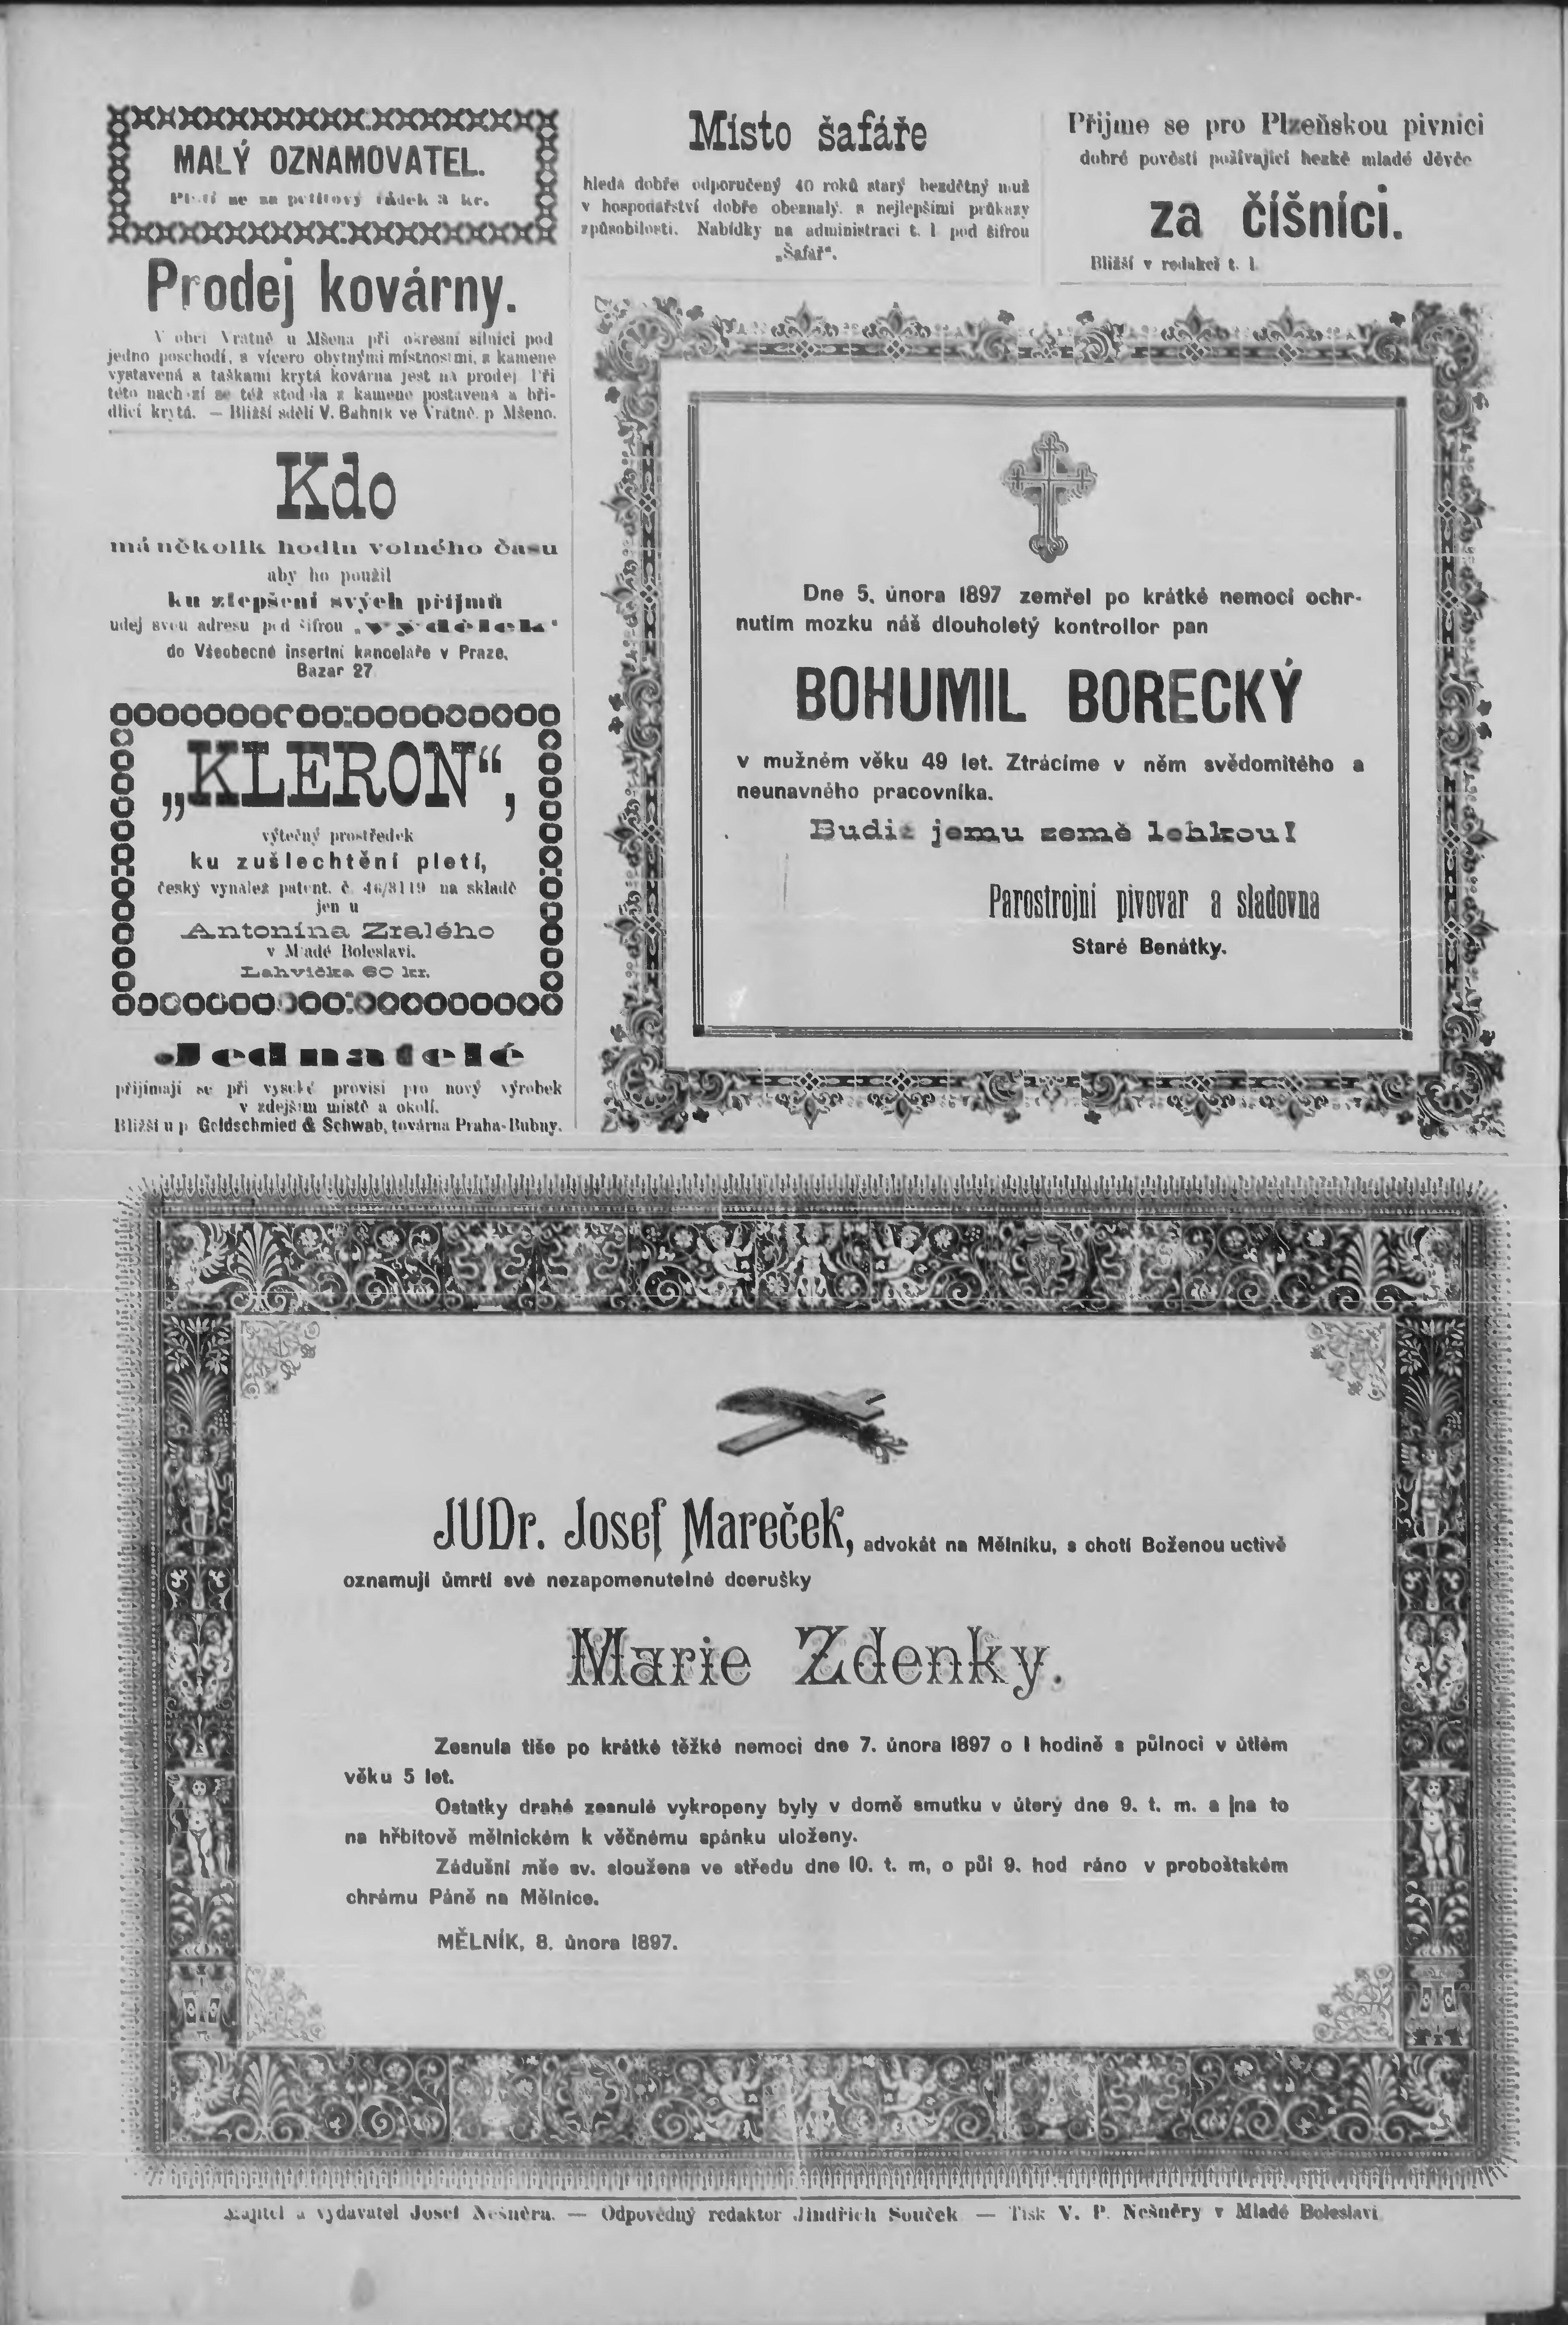 MALÝ OZNAMOVATEL.
Platí se za petitový řádek 3 kr.
Prodej kovárny.
V obci Vratné u Mšena při okresní silnici pod
jedno poschodí, s vícero obytnými místnostmi, z kamene
vystavená a taškami krytá kovárna jest na prodej. Při
této nachází se též stodola z kamene postavená a bři-
dlicí krytá. — Bližší sdělí V. Bahník ve Vrátné, p Mšeno.
Kdo
má několik hodin volného času
aby ho použil
ku zlepšení svých příjmů
udej svou adresu pod šifrou „výdělek“
do Všeobecné insertní kanceláře v Praze,
Bazar 27
„KLERON“,
výtečný prostředek
ku zušlechtění pleti,
český vynález patent. č. 46/8119 na skladě
jen u
Antonína Zralého
v Mladé Boleslavi.
Lahvička 60 kr.
Jednatelé
přijímají se při vysoké provisi pro nový výrobek
v zdejším místě a okolí.
Bližší u p Goldschmied & Schwab, továrna Praha-Bubny.
Místo šafáře
hledá dobře odporučený 40 roků starý bezdětný muž
v hospodářství dobře obeznalý, s nejlepšími průkazy
způsobilosti. Nabídky na administraci t. l. pod šifrou
„Šafář“.
Přijme se pro Plzeňskou pivnici
dobré pověsti požívající hezké mladé děvče
za číšnici.
Bližší v redakci t. l.
Dne 5. února 1897 zemřel po krátké nemoci ochr-
nutím mozku náš dlouholetý kontrollor pan
BOHUMIL BORECKÝ
v mužném věku 49 let. Ztrácíme v něm svědomitého a
neunavného pracovníka.
Budiž jemu země lehkou!
Parostrojní pivovar a sladovna
Staré Benátky.
JUDr. Josef Mareček, advokát na Mělníku, s chotí Boženou uctivě
oznamují úmrtí své nezapomenutelné dcerušky
Marie Zdenky.
Zesnula tiše po krátké těžké nemoci dne 7. února 1897 o 1 hodině s půlnoci v útlém
věku 5 let.
Ostatky drahé zesnulé vykropeny byly v domě smutku v úterý dne 9. t. m. a na to
na hřbitově mělnickém k věčnému spánku uloženy.
Zádušní mše sv. sloužena ve středu dne 10. t. m, o půl 9. hod ráno v proboštském
chrámu Páně na Mělníce.
MĚLNÍK, 8. února 1897.
Majitel a vydavatel Josef Nešněra. — Odpovědný redaktor Jindřich Souček — Tisk V. P. Nešněry v Mladé Boleslavi